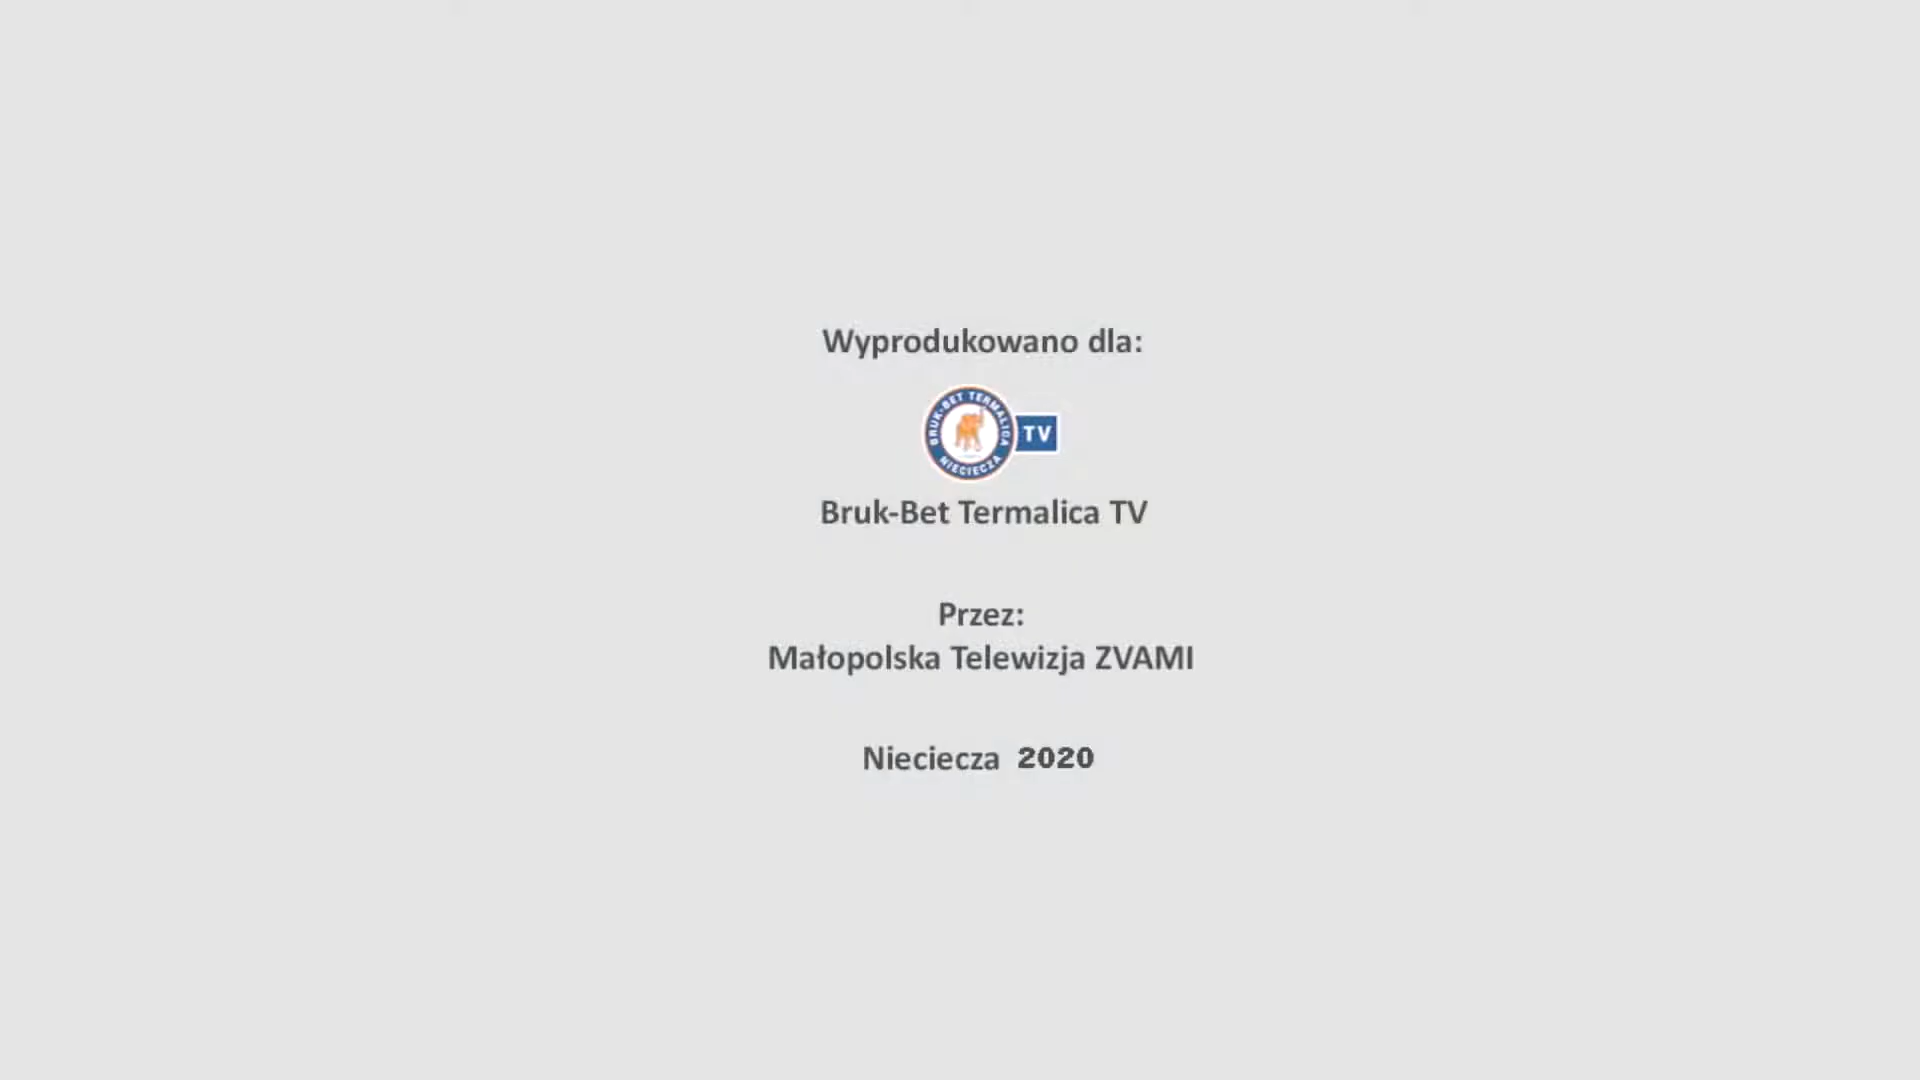 Wyprodukowano dla:
BRUK-BET TERMALICA
NIECIECZA
TV
Bruk-Bet Termalica TV
Przez:
Małopolska Telewizja ZVAMI
Nieciecza 2020